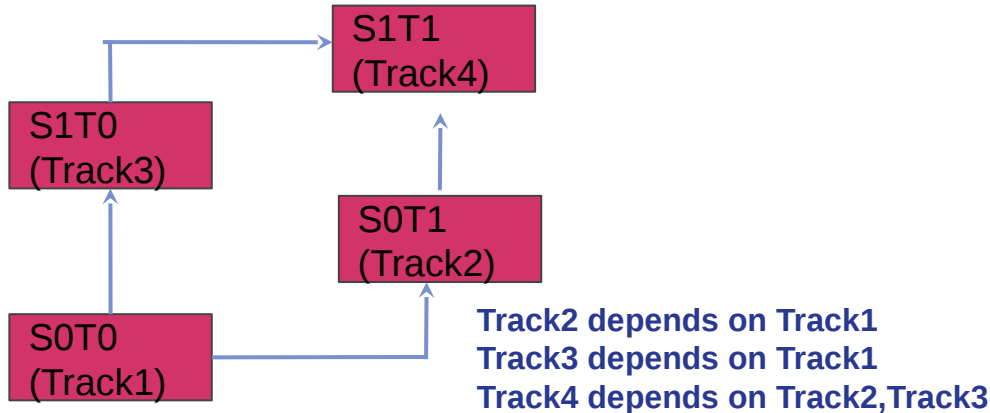 S1T1
(Track4)
S1T0
(Track3)
S0T1
(Track2)
S0T0
(Track1)
Track2 depends on Track1
Track3 depends on Track1
Track4 depends on Track2,Track3